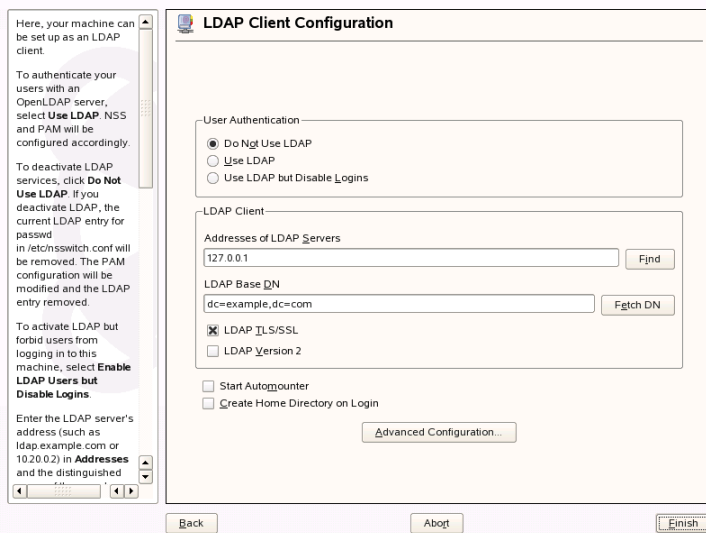 Here, your machine can
be set up as an LDAP
client.
To authenticate your
users with an
OpenLDAP server,
select Use LDAP. NSS
and PAM will be
configured accordingly.
To deactivate LDAP
services, click Do Not
Use LDAP. If you
deactivate LDAP, the
current LDAP entry for
passwd
in /etc/nsswitch.conf will
be removed. The PAM
configuration will be
modified and the LDAP
entry removed.
To activate LDAP but
forbid users from
logging in to this
machine, select Enable
LDAP Users but
Disable Logins.
Enter the LDAP server's
address (such as
ldap.example.com or
10.20.0.2) in Addresses
and the distinguished
LDAP Client Configuration
User Authentication
Do Not Use LDAP
Use LDAP
Use LDAP but Disable Logins
LDAP Client
Addresses of LDAP Servers
127.0.0.1
Find
LDAP Base DN
dc=example,dc=com
Fetch DN
LDAP TLS/SSL
LDAP Version 2
Start Automounter
Create Home Directory on Login
Advanced Configuration...
Back
Abort
Finish